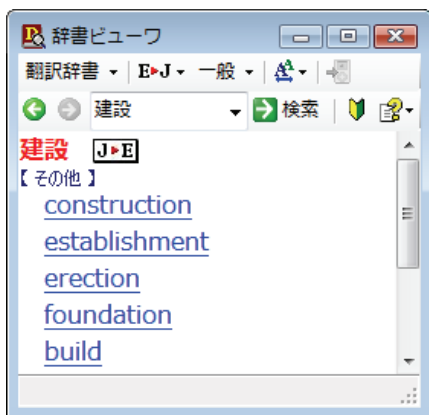 辞書ビューワ
翻訳辞書 E▸J 一般 A
建設 検索
建設 J▸E
【その他】
construction
establishment
erection
foundation
build